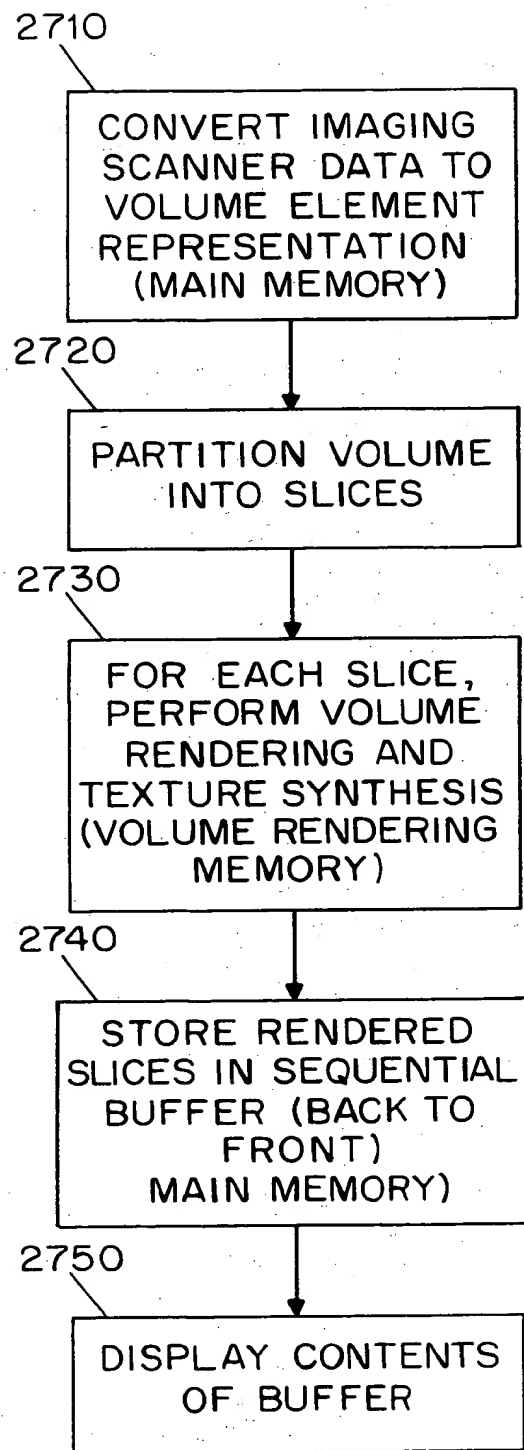 2710
CONVERT IMAGING
SCANNER DATA TO
VOLUME ELEMENT
REPRESENTATION
(MAIN MEMORY)
2720
PARTITION VOLUME
INTO SLICES
2730
FOR EACH SLICE,
PERFORM VOLUME
RENDERING AND
TEXTURE SYNTHESIS
(VOLUME RENDERING
MEMORY)
2740
STORE RENDERED
SLICES IN SEQUENTIAL
BUFFER (BACK TO
FRONT)
MAIN MEMORY)
2750
DISPLAY CONTENTS
OF BUFFER